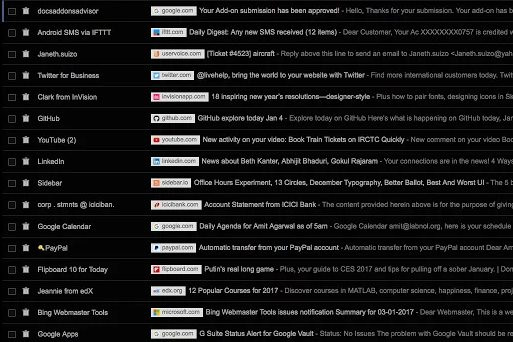 docsaddonsadvisor google.com Your Add-on submission has been approved! - Hello, Thanks for your submission. Your add-on has b
Android SMS via IFTTT ifttt.com Daily Digest: Any new SMS received (12 items) - Dear Customer, Your Ac XXXXXXXX0757 is credited w
Janeth.suizo uservoice.com [Ticket #4523] aircraft - Reply above this line to send an email to Janeth.suizo <Janeth.suizo@yah
Twitter for Business twitter.com @livehelp, bring the world to your website with Twitter - Find more international customers today. Twitt
Clark from InVision invisionapp.com 18 inspiring new year's resolutions—designer-style - Plus how to pair fonts, designing icons in Sk
GitHub github.com GitHub explore today Jan 4 - Explore today on GitHub Here's what is happening on GitHub today, Jan
YouTube (2) youtube.com New activity on your video: Book Train Tickets on IRCTC Quickly - New comment on your video Boo
LinkedIn linkedin.com News about Beth Kanter, Abhijit Bhaduri, Gokul Rajaram - Your connections are in the news! 4 Ways
Sidebar sidebar.io Office Hours Experiment, 13 Circles, December Typography, Better Ballot, Best And Worst UI - The 5 b
corp . stmnts @ iciciban. icicibank.com Account Statement from ICICI Bank - The content provided herein above is for the purpose of giving
Google Calendar google.com Daily Agenda for Amit Agarwal as of 5am - Google Calendar amit@labnol.org, here is your schedule
PayPal paypal.com Automatic transfer from your PayPal account - Automatic transfer from your PayPal account Dear Am
Flipboard 10 for Today flipboard.com Putin's real long game - Plus, your guide to CES 2017 and tips for pulling off a sober january. | Don
Jeannie from edX edx.org 12 Popular Courses for 2017 - Discover courses in MATLAB, computer science, happiness, finance, proj
Bing Webmaster Tools microsoft.com Bing Webmaster Tools issues notification Summary for 03-01-2017 - Dear Webmaster, This is a we
Google Apps google.com G Suite Status Alert for Google Vault - Status: No Issues The problem with Google Vault should be re